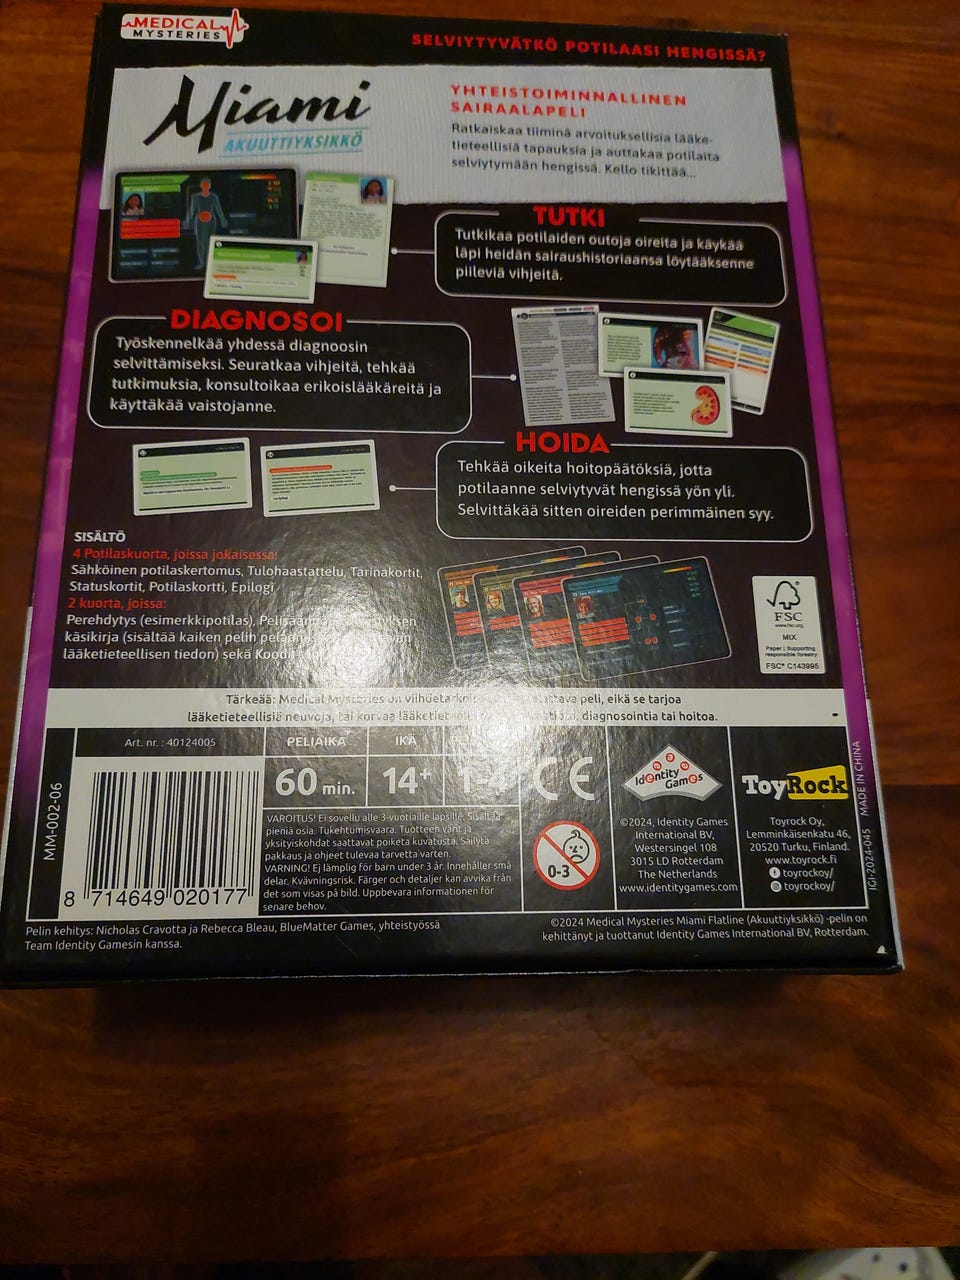 MEDICAL
MYSTERIES
SELVIYTYVÄTKÖ POTILAASI HENGISSÄ?
Miami
AKUUTTIYKSIKKÖ
YHTEISTOIMINNALLINEN
SAIRAALAPELI
Ratkaiskaa tiiminä arvoituksellisia lääke-
tieteellisiä tapauksia ja auttakaa potilaita
selviytymään hengissä. Kello tikittää...
TUTKI
Tutkikaa potilaiden outoja oireita ja käykää
läpi heidän sairaushistoriaansa löytääksenne
piileviä vihjeitä.
DIAGNOSOI
Työskennelkää yhdessä diagnoosin
selvittämiseksi. Seuratkaa vihjeitä, tehkää
tutkimuksia, konsultoikaa erikoislääkäreitä ja
käyttäkää vaistojanne.
HOIDA
Tehkää oikeita hoitopäätöksiä, jotta
potilaanne selviytyvät hengissä yön yli.
Selvittäkää sitten oireiden perimmäinen syy.
SISÄLTÖ
4 Potilaskuorta, joissa jokaisessa:
Sähköinen potilaskertomus, Tulohaastattelu, Tarinakortit,
Statuskortit, Potilaskortti, Epilogi
2 kuorta, joissa:
Perehdytys (esimerkkipotilas),
käsikirja (sisältää kaiken pelin
lääketieteellisen tiedon) sekä
FSC
www.fsc.org
MIX
Paper | Supporting
responsible forestry
FSC® C143995
Tärkeää: Medical Mysteries on peli, eikä se tarjoa
lääketieteellisiä neuvoja, tai korvaa diagnosointia tai hoitoa.
Art. nr. : 40124005
PELIAIKA
IKÄ
60 min.
14+
CE
Identity
Games
ToyRock
MM-002-06
8 714649 020177
VAROITUS! Ei sovellu alle 3-vuotiaille lapsille. Sisältää
pieniä osia. Tukehtumisvaara. Tuotteen värit ja
yksityiskohdat saattavat poiketa kuvatusta. Säilytä
pakkaus ja ohjeet tulevaa tarvetta varten.
VARNING! Ej lämplig för barn under 3 år. Innehåller små
delar. Kvävningsrisk. Färger och detaljer kan avvika från
det som visas på bild. Uppbevara informationen för
senare behov.
0-3
©2024, Identity Games
International BV,
Westersingel 108
3015 LD Rotterdam
The Netherlands
www.identitygames.com
Toyrock Oy,
Lemminkäisenkatu 46,
20520 Turku, Finland.
www.toyrock.fi
toyrockoy/
toyrockoy/
IGI-2024-045 MADE IN CHINA
Pelin kehitys: Nicholas Cravotta ja Rebecca Bleau, BlueMatter Games, yhteistyössä
Team Identity Gamesin kanssa.
©2024 Medical Mysteries Miami Flatline (Akuuttiyksikkö) -pelin on
kehittänyt ja tuottanut Identity Games International BV, Rotterdam.